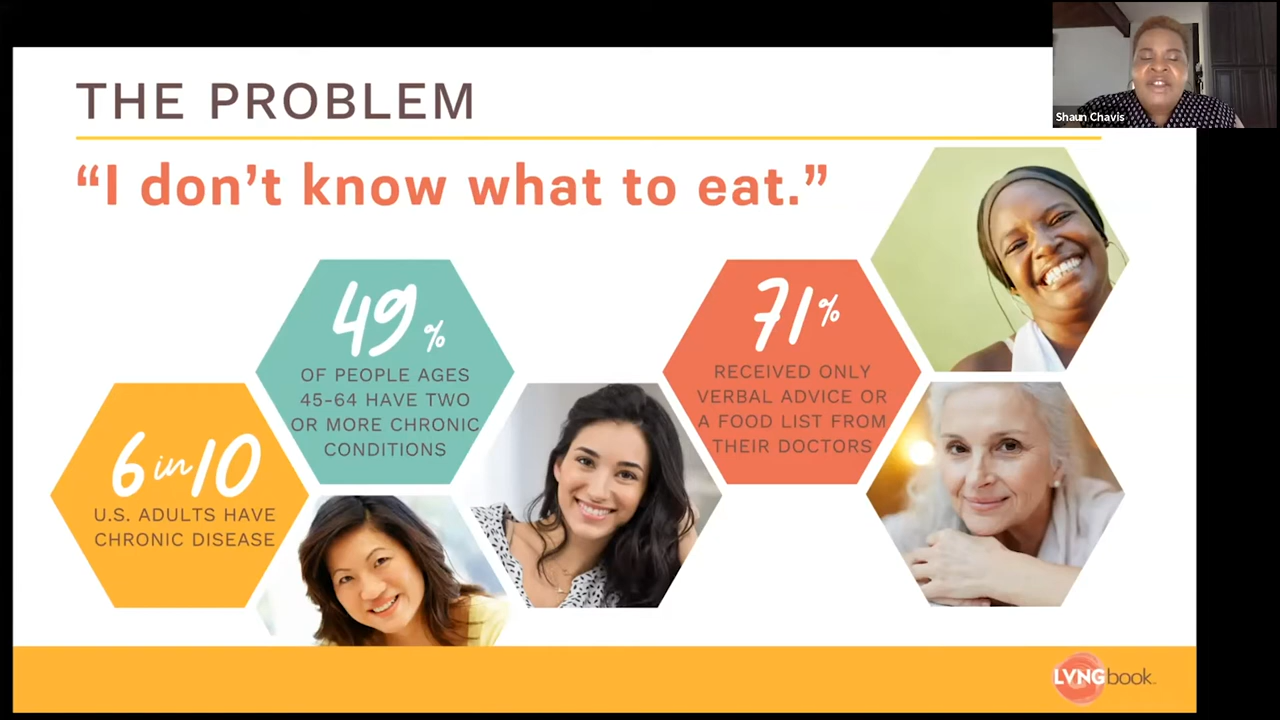 THE PROBLEM
Shaun Chavis
“I don’t know what to eat.”
49%
OF PEOPLE AGES
45-64 HAVE TWO
OR MORE CHRONIC
CONDITIONS
71%
RECEIVED ONLY
VERBAL ADVICE OR
A FOOD LIST FROM
THEIR DOCTORS
6 in 10
U.S. ADULTS HAVE
CHRONIC DISEASE
LVNGbook